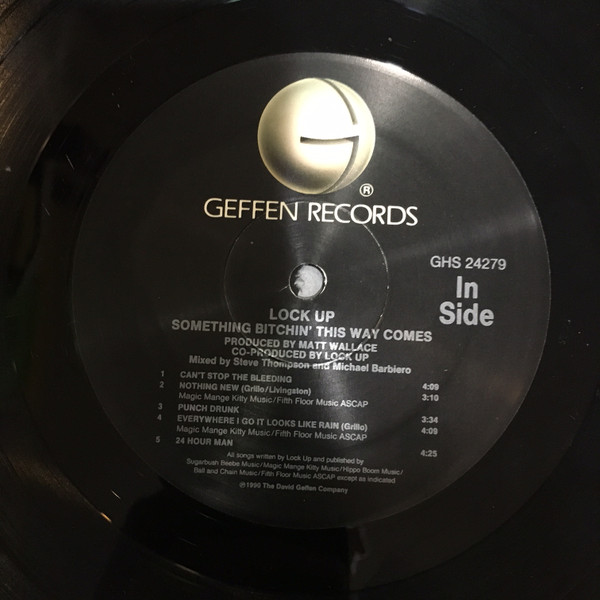 ®
GEFFEN RECORDS
GHS 24279
In
Side
LOCK UP
SOMETHING BITCHIN' THIS WAY COMES
PRODUCED BY MATT WALLACE
CO-PRODUCED BY LOCK UP
Mixed by Steve Thompson and Michael Barbiero
1 CAN'T STOP THE BLEEDING 4:09
2 NOTHING NEW (Grillo/Livingston) 3:10
Magic Mange Kitty Music/Fifth Floor Music ASCAP
3 PUNCH DRUNK 3:34
4 EVERYWHERE I GO IT LOOKS LIKE RAIN (Grillo) 4:09
Magic Mange Kitty Music/Fifth Floor Music ASCAP
5 24 HOUR MAN 4:25
All songs written by Lock Up and published by
Sugarbush Beebe Music/Magic Mange Kitty Music/Hippo Boom Music/
Ball and Chain Music/Fifth Floor Music ASCAP except as indicated
℗1990 The David Geffen Company